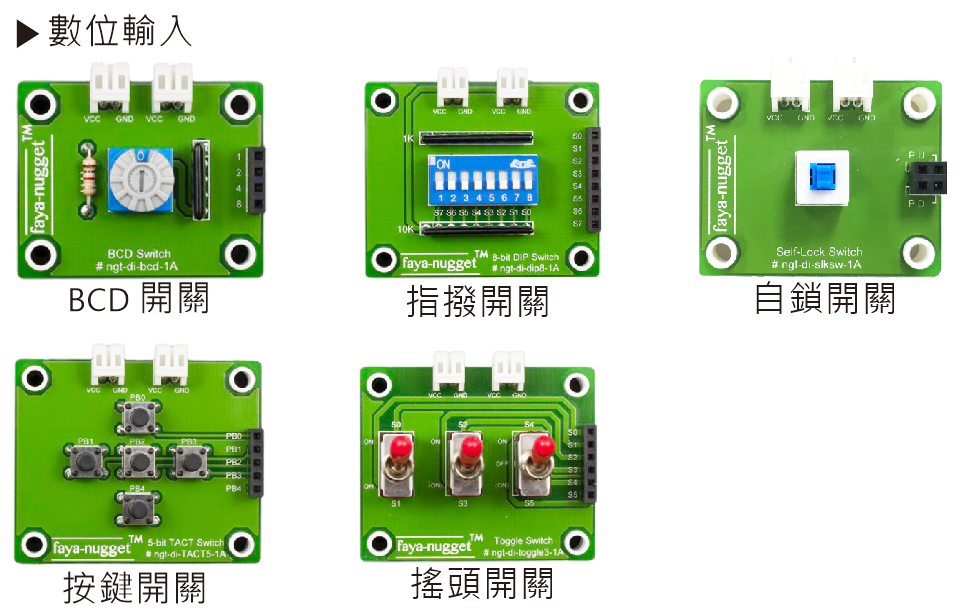 ▶數位輸入
VCC GND VCC GND
faya-nugget™
0
1
2
4
8
BCD Switch
# ngt-di-bcd-1A
BCD 開關
VCC GND VCC GND
1K
ON
1 2 3 4 5 6 7 8
S7 S6 S5 S4 S3 S2 S1 S0
10K
S0
S1
S2
S3
S4
S5
S6
S7
faya-nugget™
8-bit DIP Switch
# ngt-di-dip8-1A
指撥開關
VCC GND VCC GND
faya-nugget™
P.U.
P.D.
Self-Lock Switch
# ngt-di-slksw-1A
自鎖開關
VCC GND VCC GND
PB0
PB1 PB2 PB3
PB4
PB0
PB1
PB2
PB3
PB4
faya-nugget™
5-bit TACT Switch
# ngt-di-TACT5-1A
按鍵開關
VCC GND VCC GND
S0 S2 S4
ON ON ON
OFF
ON ON (ON)
S1 S3 S5
S0
S1
S2
S3
S4
S5
faya-nugget™
Toggle Switch
# ngt-di-toggle3-1A
搖頭開關